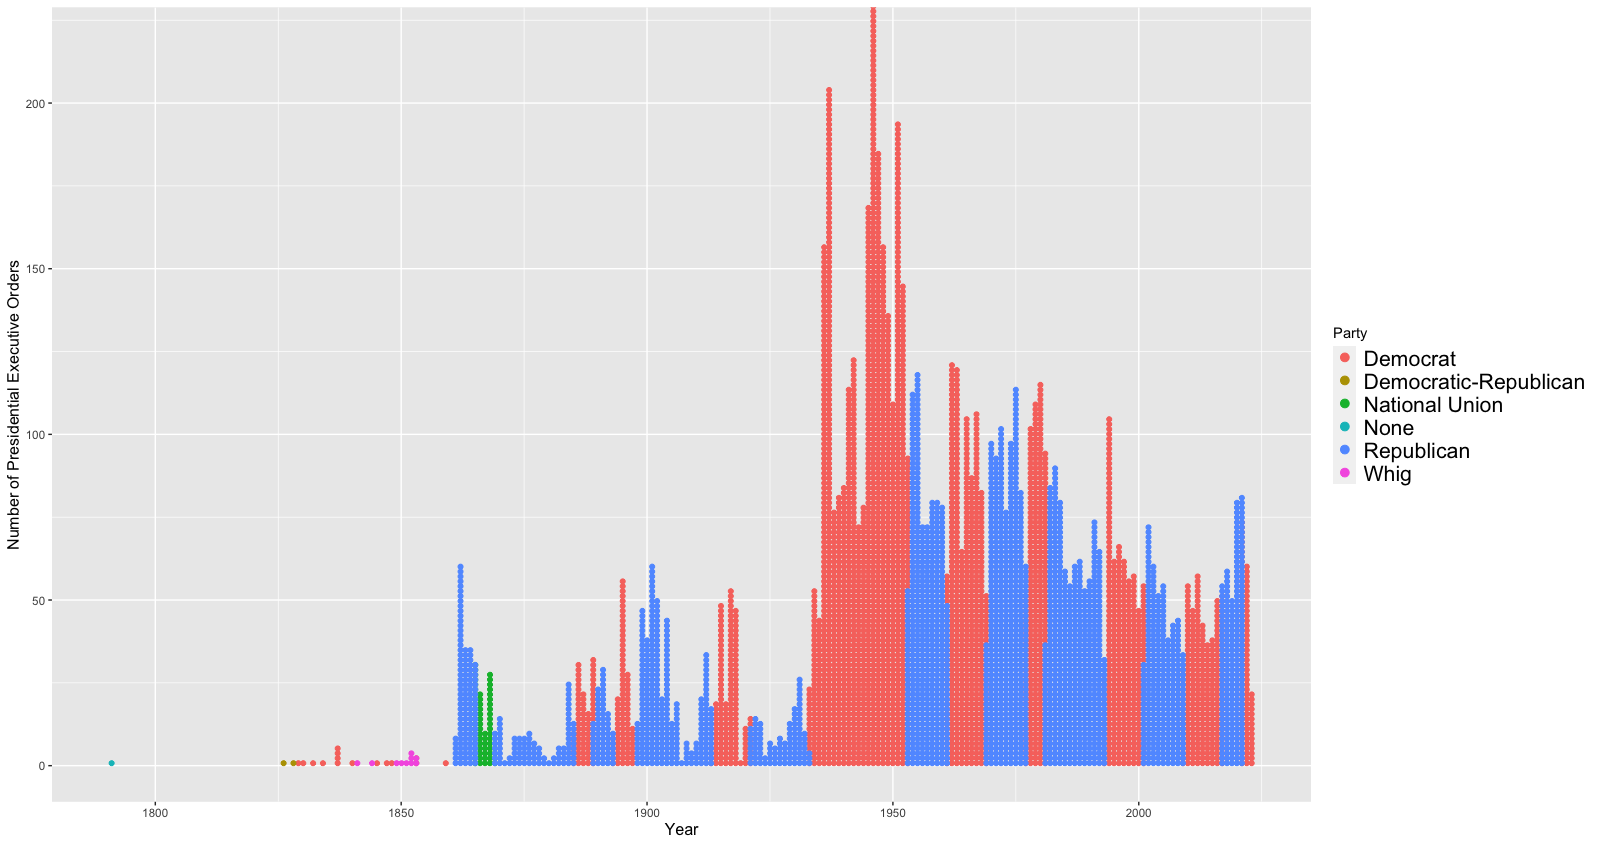 200
150
100
50
0
Number of Presidential Executive Orders
1800
1850
1900
1950
2000
Year
Party
Democrat
Democratic-Republican
National Union
None
Republican
Whig